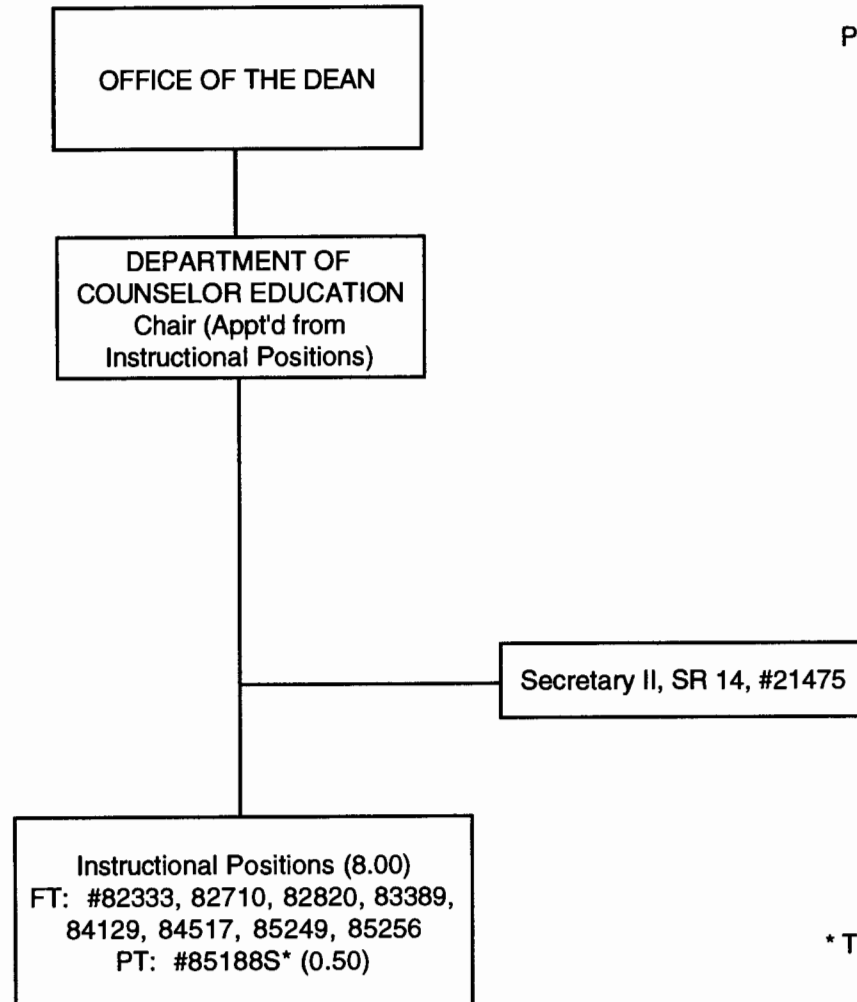 OFFICE OF THE DEAN
P
DEPARTMENT OF
COUNSELOR EDUCATION
Chair (Appt'd from
Instructional Positions)
Secretary II, SR 14, #21475
Instructional Positions (8.00)
FT: #82333, 82710, 82820, 83389,
84129, 84517, 85249, 85256
PT: #85188S* (0.50)
* T